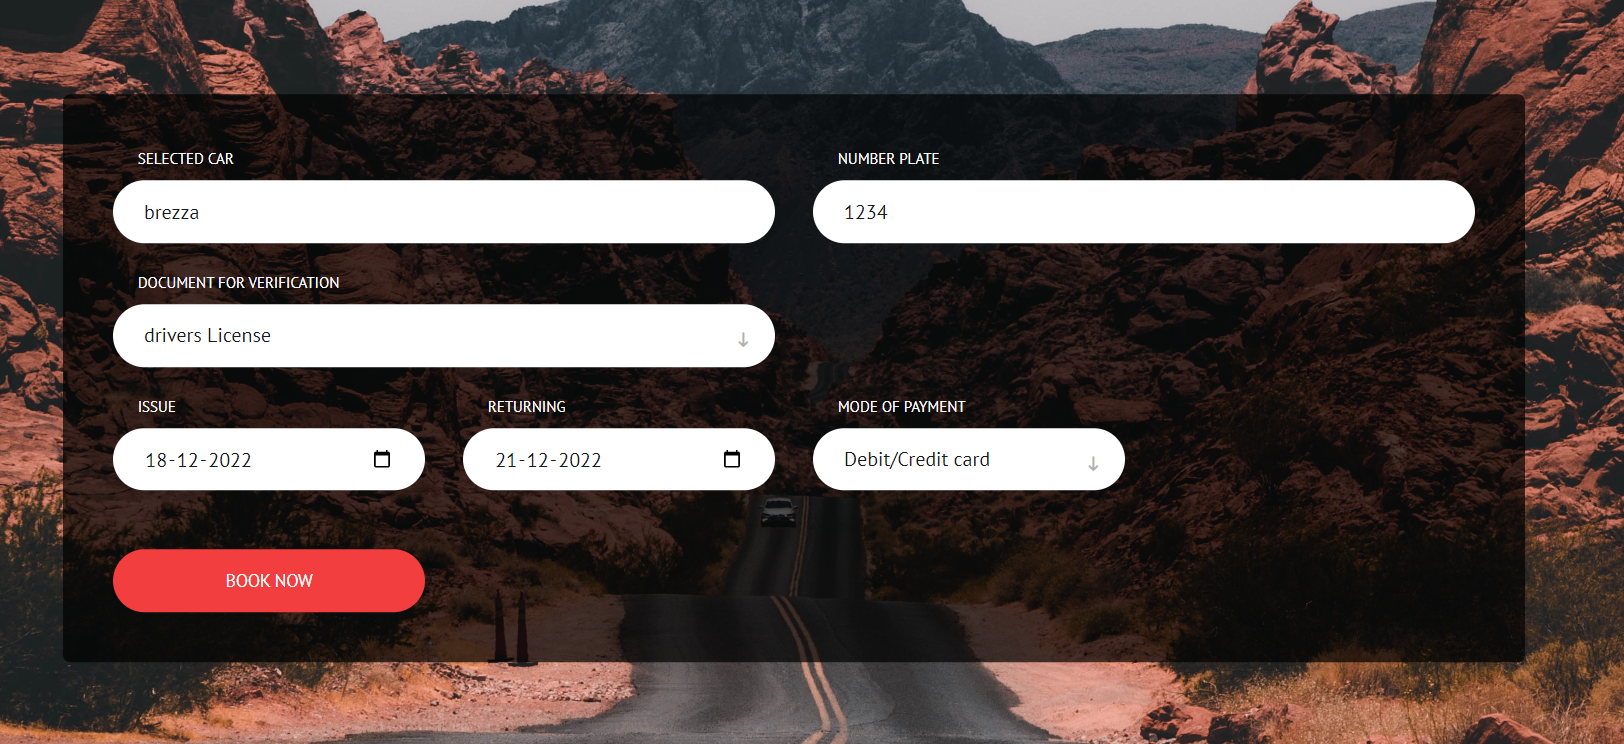 SELECTED CAR
NUMBER PLATE
brezza
1234
DOCUMENT FOR VERIFICATION
drivers License
ISSUE
RETURNING
MODE OF PAYMENT
18-12-2022
21-12-2022
Debit/Credit card
BOOK NOW